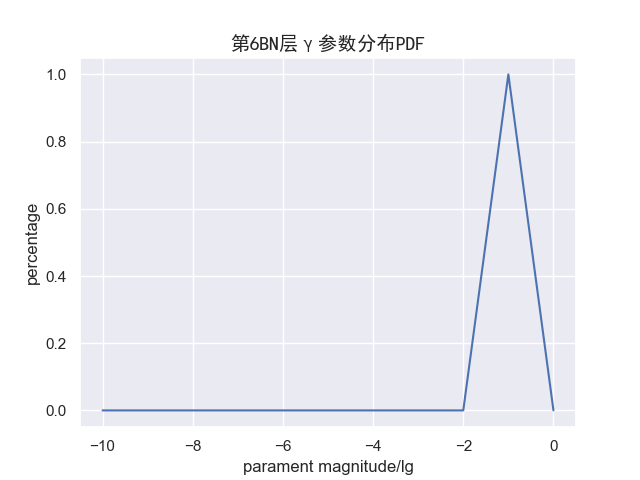 第6BN层γ参数分布PDF
1.0
0.8
0.6
0.4
0.2
0.0
percentage
−10 −8 −6 −4 −2 0
parament magnitude/lg